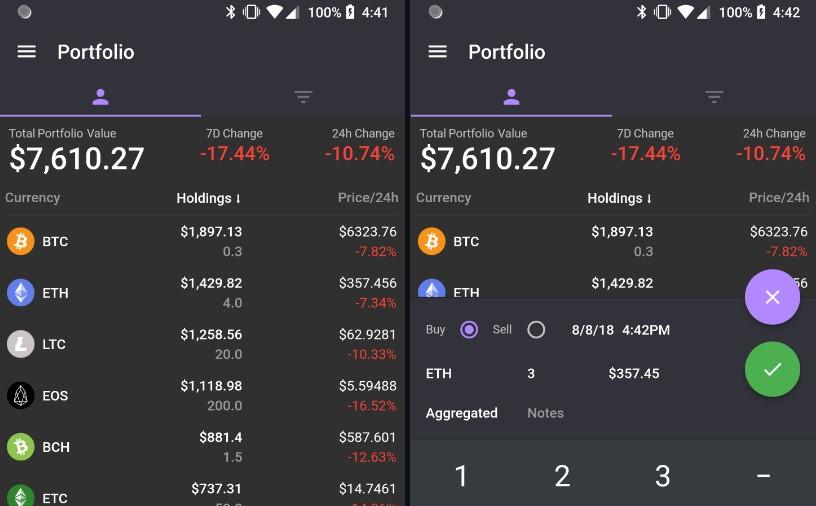 100% 4:41
Portfolio
Total Portfolio Value 7D Change 24h Change
$7,610.27 -17.44% -10.74%
Currency Holdings ↓ Price/24h
BTC $1,897.13 $6323.76
0.3 -7.82%
ETH $1,429.82 $357.456
4.0 -7.34%
LTC $1,258.56 $62.9281
20.0 -10.33%
EOS $1,118.98 $5.59488
200.0 -16.52%
BCH $881.4 $587.601
1.5 -12.63%
ETC $737.31 $14.7461
100% 4:42
Portfolio
Total Portfolio Value 7D Change 24h Change
$7,610.27 -17.44% -10.74%
Currency Holdings ↓ Price/24h
BTC $1,897.13 $6323.76
0.3 -7.82%
ETH $1,429.82 56
Buy Sell 8/8/18 4:42PM
ETH 3 $357.45
Aggregated Notes
1 2 3 -